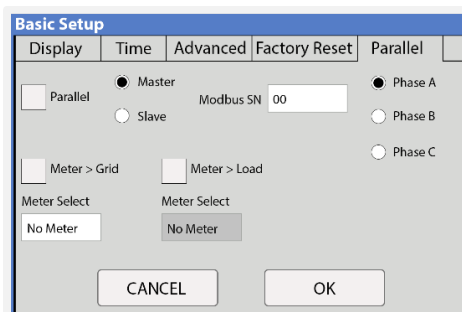 Basic Setup
Display Time Advanced Factory Reset Parallel
Parallel
Master
Slave
Modbus SN 00
Phase A
Phase B
Phase C
Meter > Grid Meter > Load
Meter Select Meter Select
No Meter No Meter
CANCEL OK